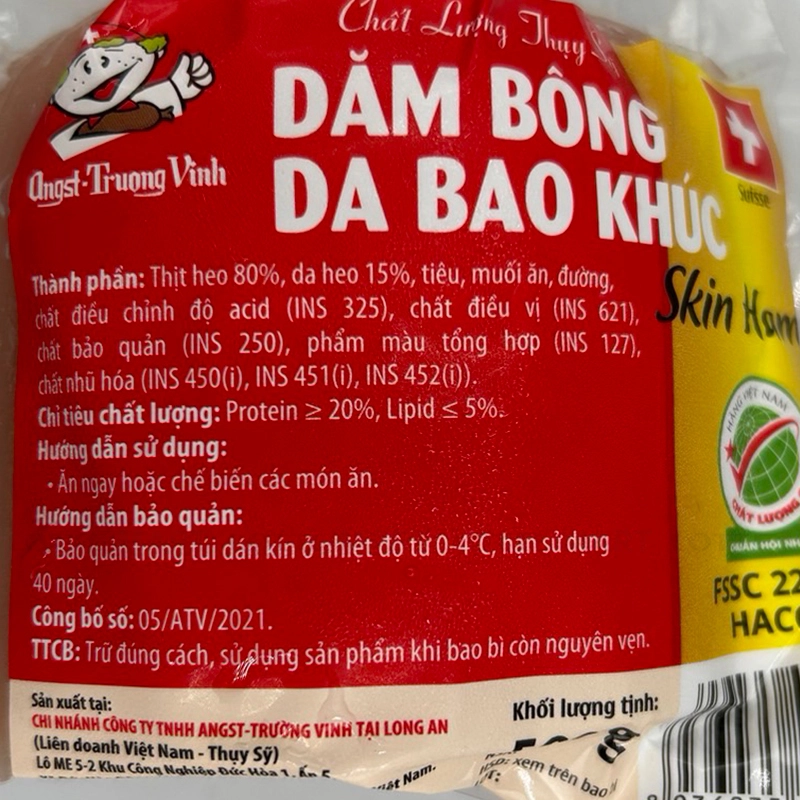 Chất Lượng Thụy Sỹ
DĂM BÔNG
DA BAO KHÚC
Angst-Truong Vinh
Suisse
Skin Ham
Thành phần: Thịt heo 80%, da heo 15%, tiêu, muối ăn, đường,
chất điều chỉnh độ acid (INS 325), chất điều vị (INS 621),
chất bảo quản (INS 250), phẩm màu tổng hợp (INS 127),
chất nhũ hóa (INS 450(i), INS 451(i), INS 452(i)).
Chỉ tiêu chất lượng: Protein ≥ 20%, Lipid ≤ 5%.
Hướng dẫn sử dụng:
• Ăn ngay hoặc chế biến các món ăn.
Hướng dẫn bảo quản:
• Bảo quản trong túi dán kín ở nhiệt độ từ 0-4°C, hạn sử dụng
40 ngày.
Công bố số: 05/ATV/2021.
TTCB: Trữ đúng cách, sử dụng sản phẩm khi bao bì còn nguyên vẹn.
HÀNG VIỆT NAM
CHẤT LƯỢNG
FSSC 22
HAC
Sản xuất tại:
CHI NHÁNH CÔNG TY TNHH ANGST-TRƯỜNG VINH TẠI LONG AN
(Liên doanh Việt Nam - Thụy Sỹ)
Lô ME 5-2 Khu Công Nghiệp Đức Hòa 1, Ấp 5
Việt Nam.
Khối lượng tịnh:
g
HSD: xem trên bao